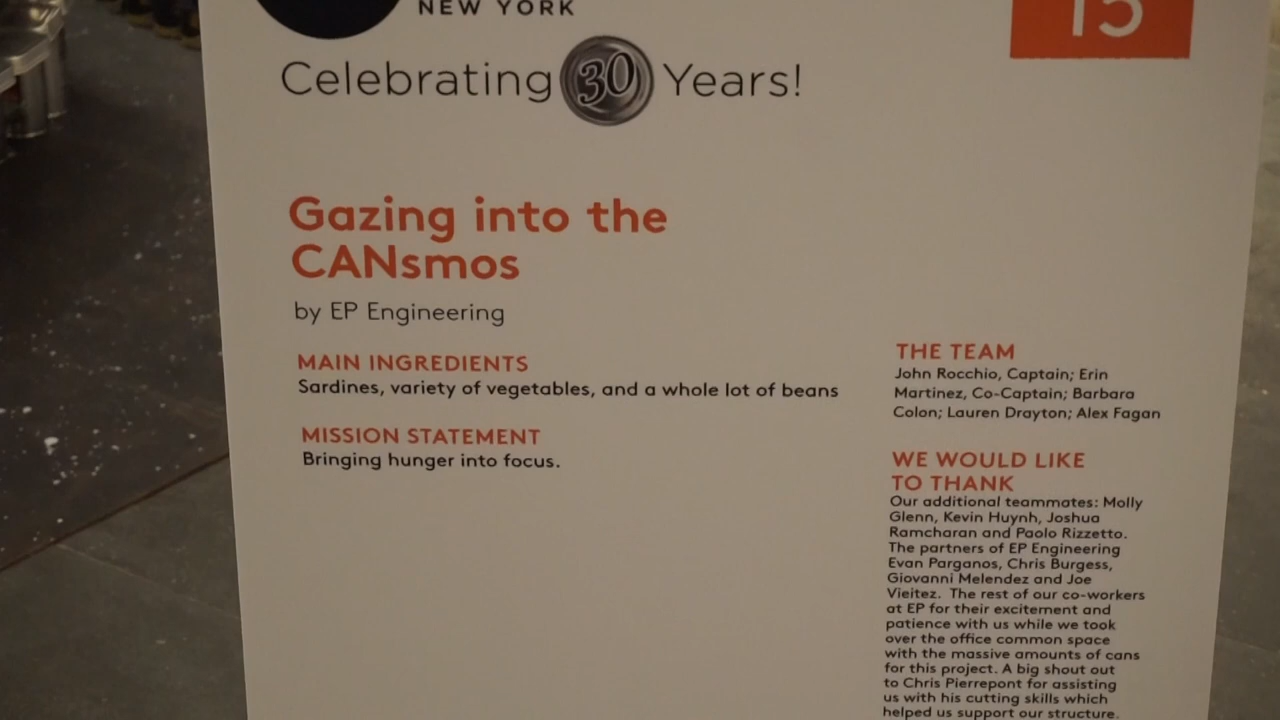 NEW YORK
15
Celebrating 30 Years!
Gazing into the
CANsmos
by EP Engineering
MAIN INGREDIENTS
Sardines, variety of vegetables, and a whole lot of beans
MISSION STATEMENT
Bringing hunger into focus.
THE TEAM
John Rocchio, Captain; Erin
Martinez, Co-Captain; Barbara
Colon; Lauren Drayton; Alex Fagan
WE WOULD LIKE
TO THANK
Our additional teammates: Molly
Glenn, Kevin Huynh, Joshua
Ramcharan and Paolo Rizzetto.
The partners of EP Engineering
Evan Parganos, Chris Burgess,
Giovanni Melendez and Joe
Vieitez. The rest of our co-workers
at EP for their excitement and
patience with us while we took
over the office common space
with the massive amounts of cans
for this project. A big shout out
to Chris Pierrepont for assisting
us with his cutting skills which
helped us support our structure.